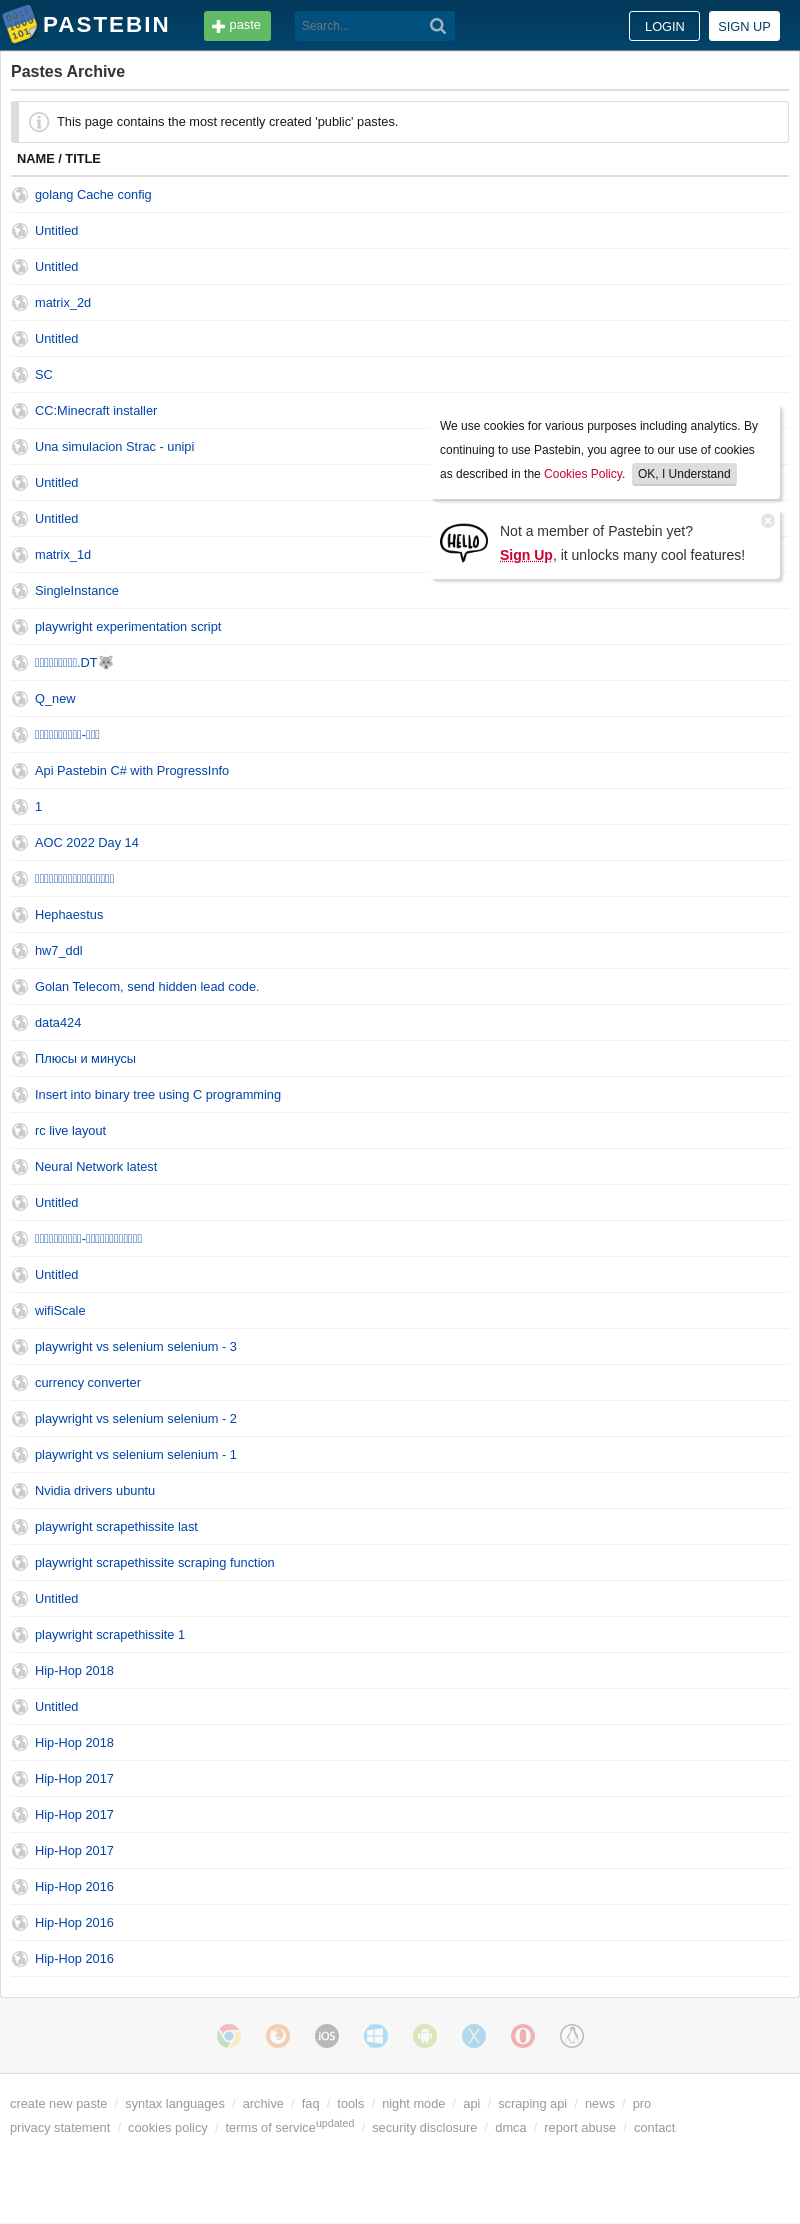 PASTEBIN
paste
Search...
LOGIN
SIGN UP
Pastes Archive
This page contains the most recently created 'public' pastes.
NAME / TITLE
golang Cache config
Untitled
Untitled
matrix_2d
Untitled
SC
CC:Minecraft installer
We use cookies for various purposes including analytics. By
continuing to use Pastebin, you agree to our use of cookies
as described in the Cookies Policy. OK, I Understand
Una simulacion Strac - unipi
Untitled
Untitled
HELLO
Not a member of Pastebin yet?
Sign Up, it unlocks many cool features!
matrix_1d
SingleInstance
playwright experimentation script
.DT🐺
Q_new
-
Api Pastebin C# with ProgressInfo
1
AOC 2022 Day 14
Hephaestus
hw7_ddl
Golan Telecom, send hidden lead code.
data424
Плюсы и минусы
Insert into binary tree using C programming
rc live layout
Neural Network latest
Untitled
-
Untitled
wifiScale
playwright vs selenium selenium - 3
currency converter
playwright vs selenium selenium - 2
playwright vs selenium selenium - 1
Nvidia drivers ubuntu
playwright scrapethissite last
playwright scrapethissite scraping function
Untitled
playwright scrapethissite 1
Hip-Hop 2018
Untitled
Hip-Hop 2018
Hip-Hop 2017
Hip-Hop 2017
Hip-Hop 2017
Hip-Hop 2016
Hip-Hop 2016
Hip-Hop 2016
iOS
create new paste / syntax languages / archive / faq / tools / night mode / api / scraping api / news / pro
privacy statement / cookies policy / terms of service updated / security disclosure / dmca / report abuse / contact